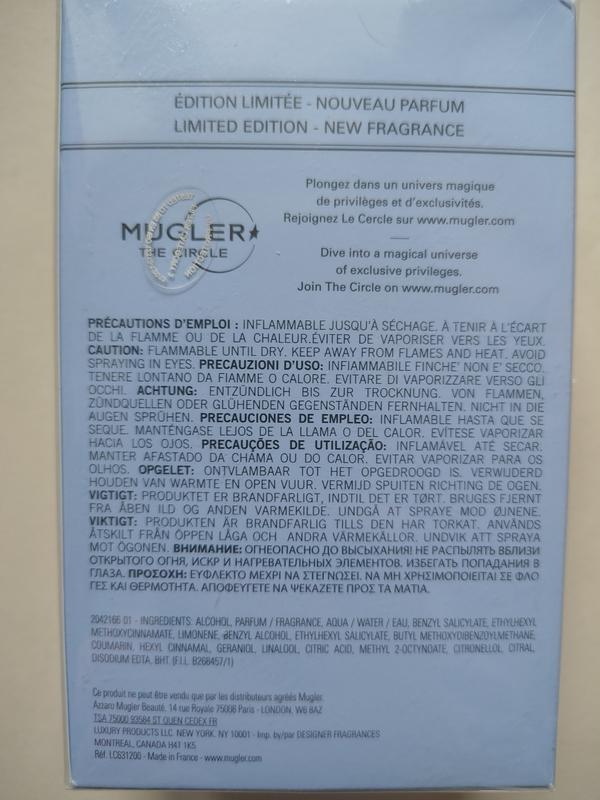 ÉDITION LIMITÉE - NOUVEAU PARFUM
LIMITED EDITION - NEW FRAGRANCE
Plongez dans un univers magique
de privilèges et d'exclusivités.
Rejoignez Le Cercle sur www.mugler.com
MUGLER
THE CIRCLE
Dive into a magical universe
of exclusive privileges.
Join The Circle on www.mugler.com
PRÉCAUTIONS D'EMPLOI : INFLAMMABLE JUSQU'À SÉCHAGE. À TENIR À L'ÉCART
DE LA FLAMME OU DE LA CHALEUR.ÉVITER DE VAPORISER VERS LES YEUX.
CAUTION: FLAMMABLE UNTIL DRY. KEEP AWAY FROM FLAMES AND HEAT. AVOID
SPRAYING IN EYES. PRECAUZIONI D'USO: INFIAMMABILE FINCHE' NON E' SECCO.
TENERE LONTANO DA FIAMME O CALORE. EVITARE DI VAPORIZZARE VERSO GLI
OCCHI. ACHTUNG: ENTZÜNDLICH BIS ZUR TROCKNUNG. VON FLAMMEN,
ZÜNDQUELLEN ODER GLÜHENDEN GEGENSTÄNDEN FERNHALTEN. NICHT IN DIE
AUGEN SPRÜHEN. PRECAUCIONES DE EMPLEO: INFLAMABLE HASTA QUE SE
SEQUE. MANTÉNGASE LEJOS DE LA LLAMA O DEL CALOR. EVÍTESE VAPORIZAR
HACIA LOS OJOS. PRECAUÇÕES DE UTILIZAÇÃO: INFLAMÁVEL ATÉ SECAR.
MANTER AFASTADO DA CHAMA OU DO CALOR. EVITAR VAPORIZAR PARA OS
OLHOS. OPGELET: ONTVLAMBAAR TOT HET OPGEDROOGD IS. VERWIJDERD
HOUDEN VAN WARMTE EN OPEN VUUR. VERMIJD SPUITEN RICHTING DE OGEN.
VIGTIGT: PRODUKTET ER BRANDFARLIGT, INDTIL DET ER TØRT. BRUGES FJERNT
FRA ÅBEN ILD OG ANDEN VARMEKILDE. UNDGÅ AT SPRAYE MOD ØJNENE.
VIKTIGT: PRODUKTEN ÄR BRANDFARLIG TILLS DEN HAR TORKAT. ANVÄNDS
ÅTSKILT FRÅN ÖPPEN LÅGA OCH ANDRA VÄRMEKÄLLOR. UNDVIK ATT SPRAYA
MOT ÖGONEN. ВНИМАНИЕ: ОГНЕОПАСНО ДО ВЫСЫХАНИЯ! НЕ РАСПЫЛЯТЬ ВБЛИЗИ
ОТКРЫТОГО ОГНЯ, ИСКР И НАГРЕВАТЕЛЬНЫХ ЭЛЕМЕНТОВ. ИЗБЕГАТЬ ПОПАДАНИЯ В
ГЛАЗА. ΠΡΟΣΟΧΗ: ΕΥΦΛΕΚΤΟ ΜΕΧΡΙ ΝΑ ΣΤΕΓΝΩΣΕΙ. ΝΑ ΜΗ ΧΡΗΣΙΜΟΠΟΙΕΙΤΑΙ ΣΕ ΦΛΟ
ΓΕΣ ΚΑΙ ΘΕΡΜΟΤΗΤΑ. ΑΠΟΦΕΥΓΕΤΕ ΝΑ ΨΕΚΑΖΕΤΕ ΠΡΟΣ ΤΑ ΜΑΤΙΑ.
2042166 01 - INGREDIENTS: ALCOHOL, PARFUM / FRAGRANCE, AQUA / WATER / EAU, BENZYL SALICYLATE, ETHYLHEXYL
METHOXYCINNAMATE, LIMONENE, BENZYL ALCOHOL, ETHYLHEXYL SALICYLATE, BUTYL METHOXYDIBENZOYLMETHANE,
COUMARIN, HEXYL CINNAMAL, GERANIOL, LINALOOL, CITRIC ACID, METHYL 2-OCTYNOATE, CITRONELLOL, CITRAL,
DISODIUM EDTA, BHT (F.I.L. B268457/1)
Ce produit ne peut être vendu que par les distributeurs agréés Mugler.
Azzaro Mugler Beauté, 14 rue Royale 75008 Paris - LONDON. W6 8AZ
TSA 75000 93584 ST OUEN CEDEX FR
LUXURY PRODUCTS LLC. NEW YORK. NY 10001 - Imp. by/par DESIGNER FRAGRANCES
MONTREAL, CANADA H4T 1K5
Réf. LC631200 - Made in France - www.mugler.com